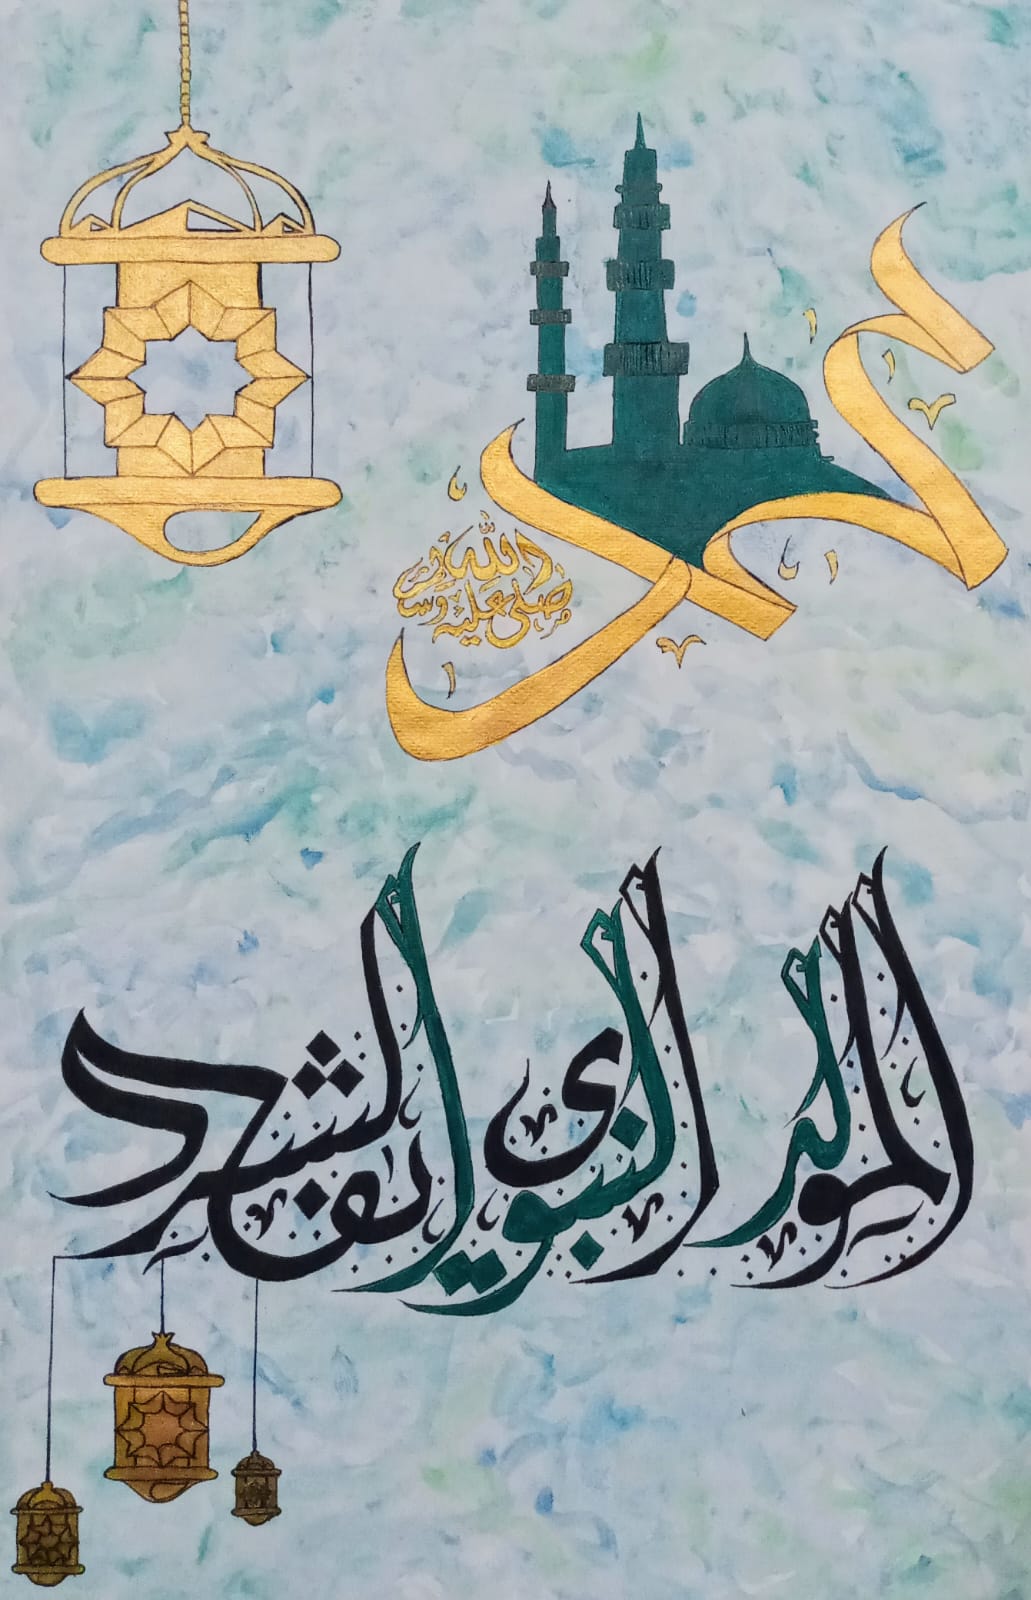 محمد
صلى الله عليه وسلم
المولد النبوي الشريف